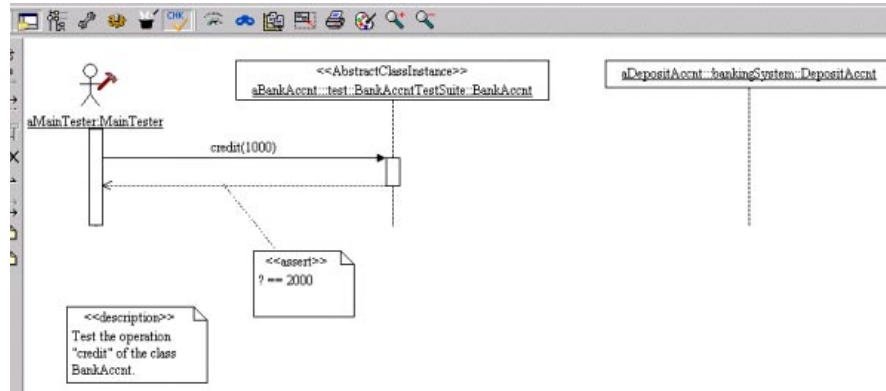 CHK
<<AbstractClassInstance>>
aBankAccnt:::test::BankAccntTestSuite::BankAccnt
aDepositAccnt:::bankingSystem::DepositAccnt
aMainTester:MainTester
credit(1000)
<<assert>>
? == 2000
<<description>>
Test the operation
"credit" of the class
BankAccnt.